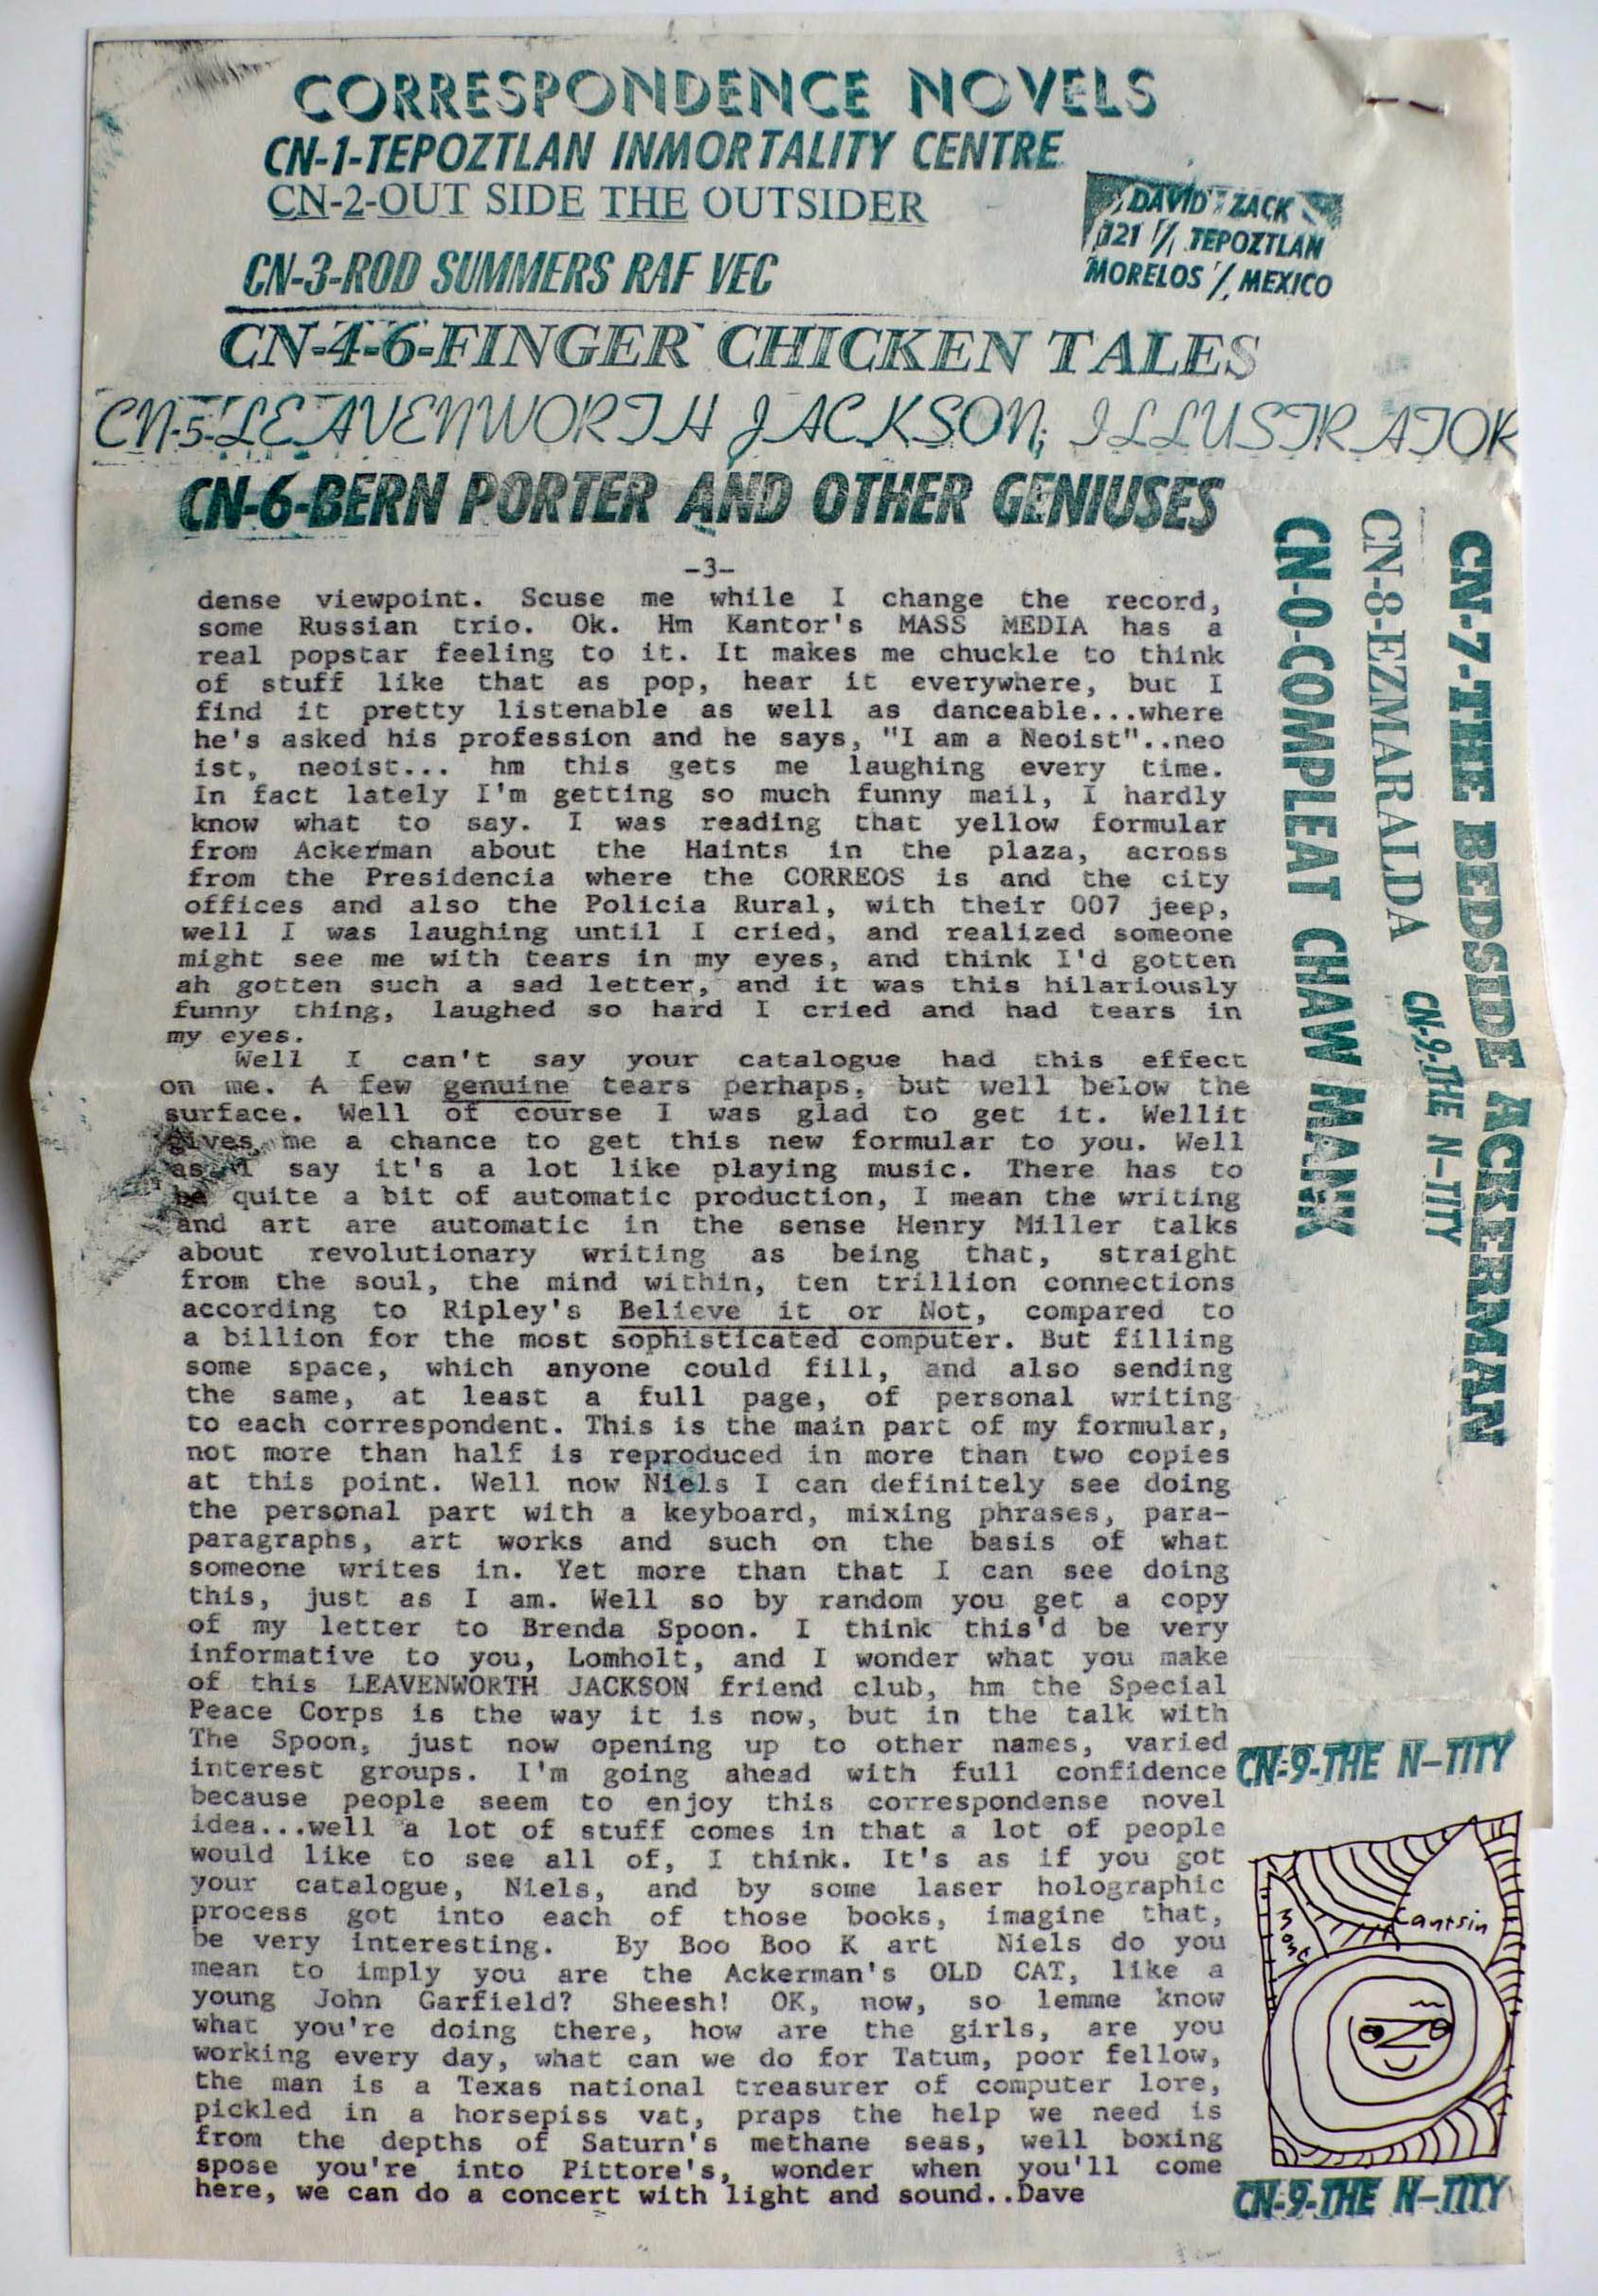 CORRESPONDENCE NOVELS
CN-1-TEPOZTLAN INMORTALITY CENTRE
CN-2-OUT SIDE THE OUTSIDER
DAVID ZACK
121 // TEPOZTLAN
MORELOS /, MEXICO
CN-3-ROD SUMMERS RAF VEC
CN-4-6-FINGER CHICKEN TALES
CN-5-LEAVENWORTH JACKSON, ILLUSTRATOR
CN-6-BERN PORTER AND OTHER GENIUSES
-3-
dense viewpoint. Scuse me while I change the record,
some Russian trio. Ok. Hm Kantor's MASS MEDIA has a
real popstar feeling to it. It makes me chuckle to think
of stuff like that as pop, hear it everywhere, but I
find it pretty listenable as well as danceable...where
he's asked his profession and he says, "I am a Neoist"..neo
ist, neoist... hm this gets me laughing every time.
In fact lately I'm getting so much funny mail, I hardly
know what to say. I was reading that yellow formular
from Ackerman about the Haints in the plaza, across
from the Presidencia where the CORREOS is and the city
offices and also the Policia Rural, with their 007 jeep,
well I was laughing until I cried, and realized someone
might see me with tears in my eyes, and think I'd gotten
ah gotten such a sad letter, and it was this hilariously
funny thing, laughed so hard I cried and had tears in
my eyes.
Well I can't say your catalogue had this effect
on me. A few genuine tears perhaps, but well below the
surface. Well of course I was glad to get it. Wellit
gives me a chance to get this new formular to you. Well
as I say it's a lot like playing music. There has to
be quite a bit of automatic production, I mean the writing
and art are automatic in the sense Henry Miller talks
about revolutionary writing as being that, straight
from the soul, the mind within, ten trillion connections
according to Ripley's Believe it or Not, compared to
a billion for the most sophisticated computer. But filling
some space, which anyone could fill, and also sending
the same, at least a full page, of personal writing
to each correspondent. This is the main part of my formular,
not more than half is reproduced in more than two copies
at this point. Well now Niels I can definitely see doing
the personal part with a keyboard, mixing phrases, para-
paragraphs, art works and such on the basis of what
someone writes in. Yet more than that I can see doing
this, just as I am. Well so by random you get a copy
of my letter to Brenda Spoon. I think this'd be very
informative to you, Lomholt, and I wonder what you make
of this LEAVENWORTH JACKSON friend club, hm the Special
Peace Corps is the way it is now, but in the talk with
The Spoon, just now opening up to other names, varied
interest groups. I'm going ahead with full confidence
because people seem to enjoy this correspondense novel
idea...well a lot of stuff comes in that a lot of people
would like to see all of, I think. It's as if you got
your catalogue, Niels, and by some laser holographic
process got into each of those books, imagine that,
be very interesting. By Boo Boo K art Niels do you
mean to imply you are the Ackerman's OLD CAT, like a
young John Garfield? Sheesh! OK, now, so lemme know
what you're doing there, how are the girls, are you
working every day, what can we do for Tatum, poor fellow,
the man is a Texas national treasurer of computer lore,
pickled in a horsepiss vat, praps the help we need is
from the depths of Saturn's methane seas, well boxing
spose you're into Pittore's, wonder when you'll come
here, we can do a concert with light and sound..Dave
CN-7-THE BEDSIDE ACKERMAN
CN-8-EZMARALDA
CN-9-THE N-TITY
CN-0-COMPLEAT CHAW MANK
CN-9-THE N-TITY
Monty
Cantsin
CN-9-THE N-TITY